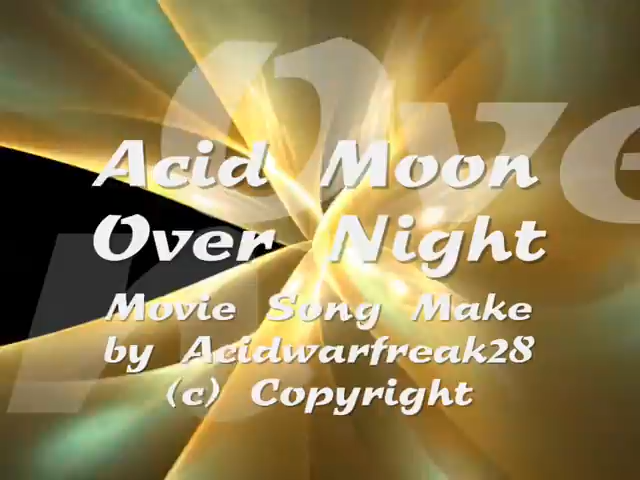 Acid Moon
Over Night
Movie Song Make
by Acidwarfreak28
(c) Copyright